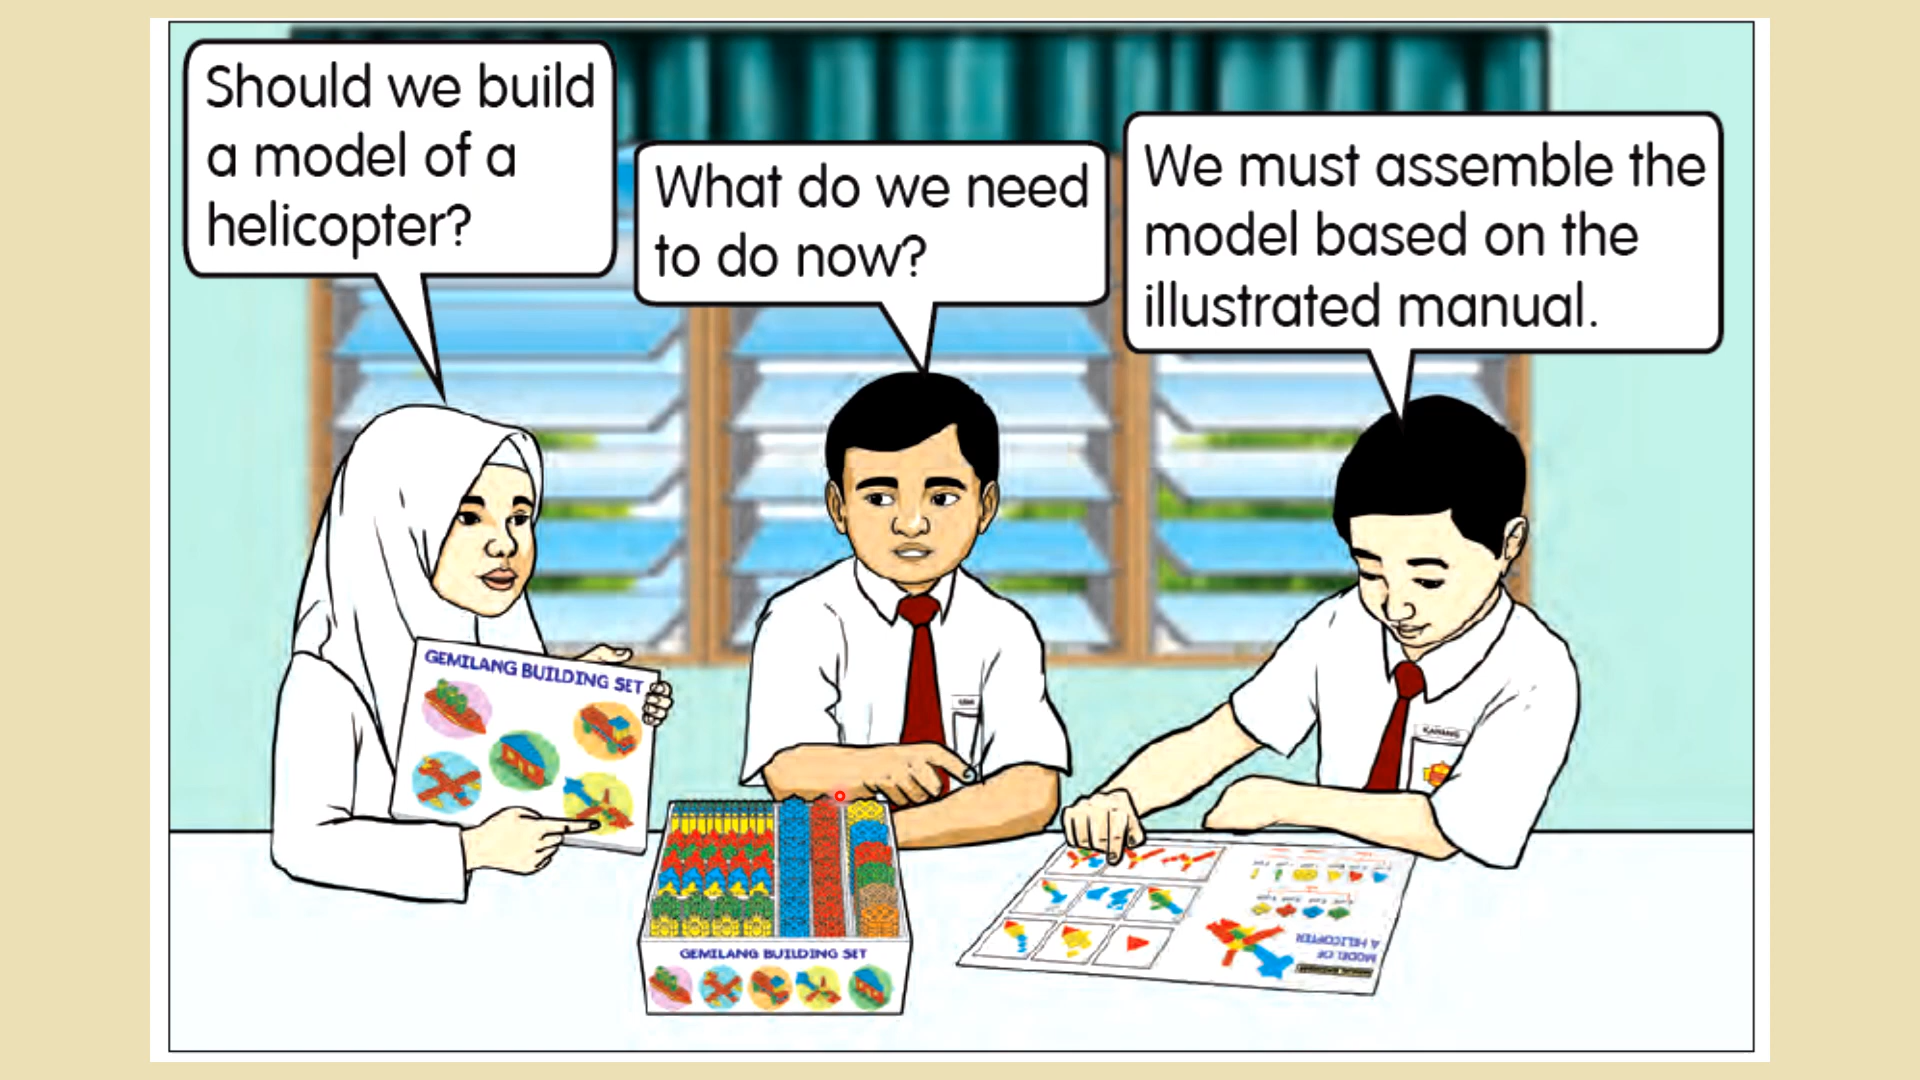 Should we build
a model of a
helicopter?
What do we need
to do now?
We must assemble the
model based on the
illustrated manual.
GEMILANG BUILDING SET
KAMANG
GEMILANG BUILDING SET
MODEL OF
A HELICOPTER